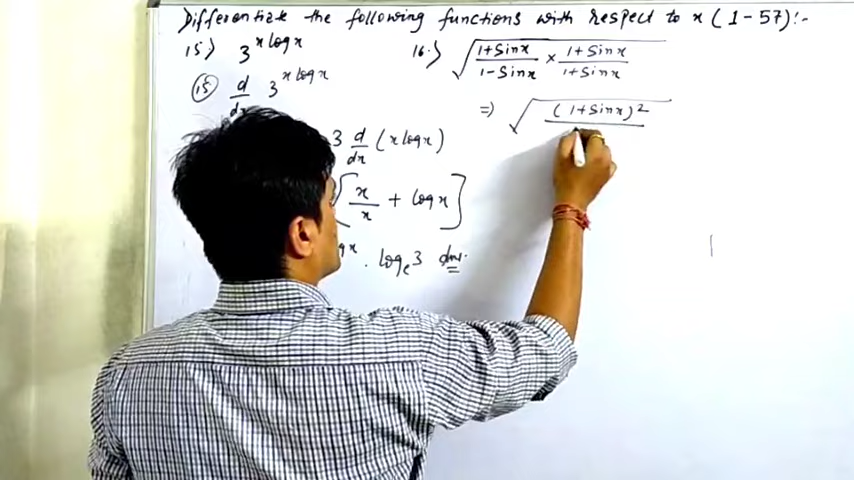 Differentiate the following functions with respect to x (1-57):-
15) 3^{x log x}
16) √((1+Sinx)/(1-Sinx) × (1+Sinx)/(1+Sinx))
(15) d/dx 3^{x log x}
⇒ √((1+Sinx)²
3 d/dx (x log x)
[x/x + log x]
. log_e 3